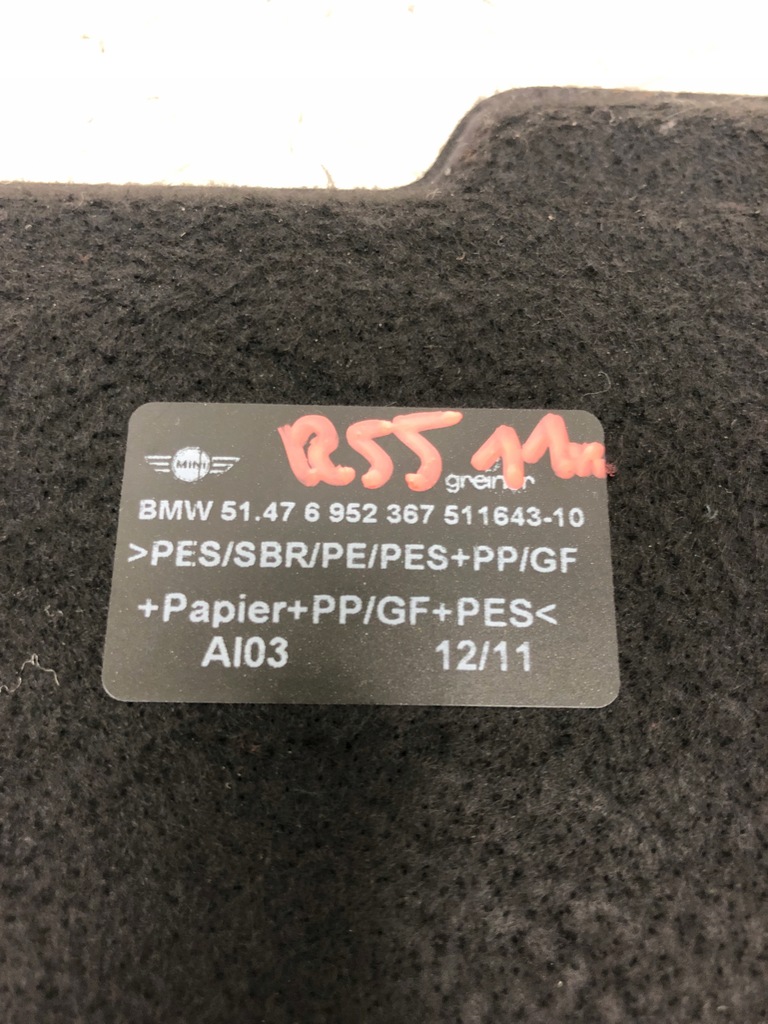 R55 11r
MINI
greiner
BMW 51.47 6 952 367 511643-10
>PES/SBR/PE/PES+PP/GF
+Papier+PP/GF+PES<
AI03 12/11